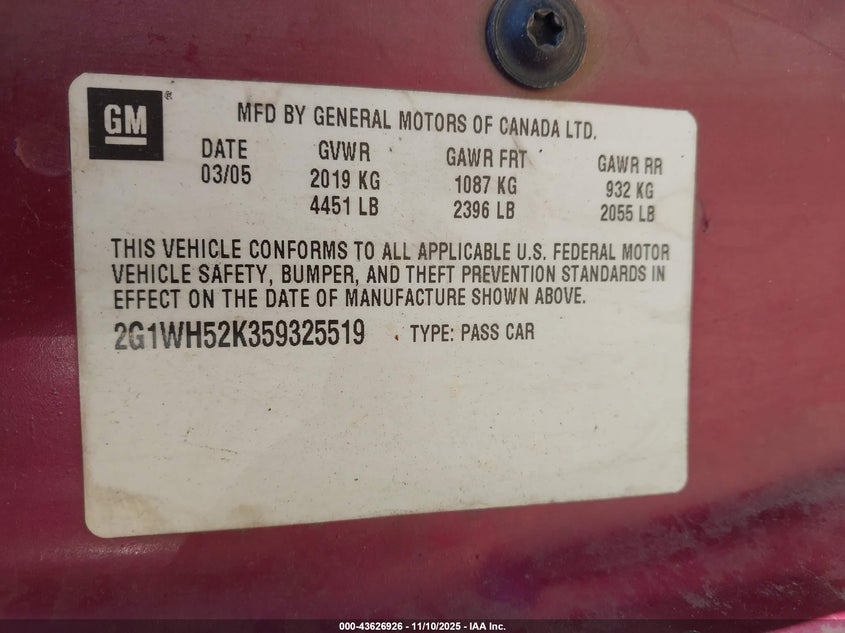 GM
MFD BY GENERAL MOTORS OF CANADA LTD.
DATE GVWR GAWR FRT GAWR RR
03/05 2019 KG 1087 KG 932 KG
4451 LB 2396 LB 2055 LB
THIS VEHICLE CONFORMS TO ALL APPLICABLE U.S. FEDERAL MOTOR
VEHICLE SAFETY, BUMPER, AND THEFT PREVENTION STANDARDS IN
EFFECT ON THE DATE OF MANUFACTURE SHOWN ABOVE.
2G1WH52K359325519 TYPE: PASS CAR
000-43626926 - 11/10/2025 - IAA Inc.